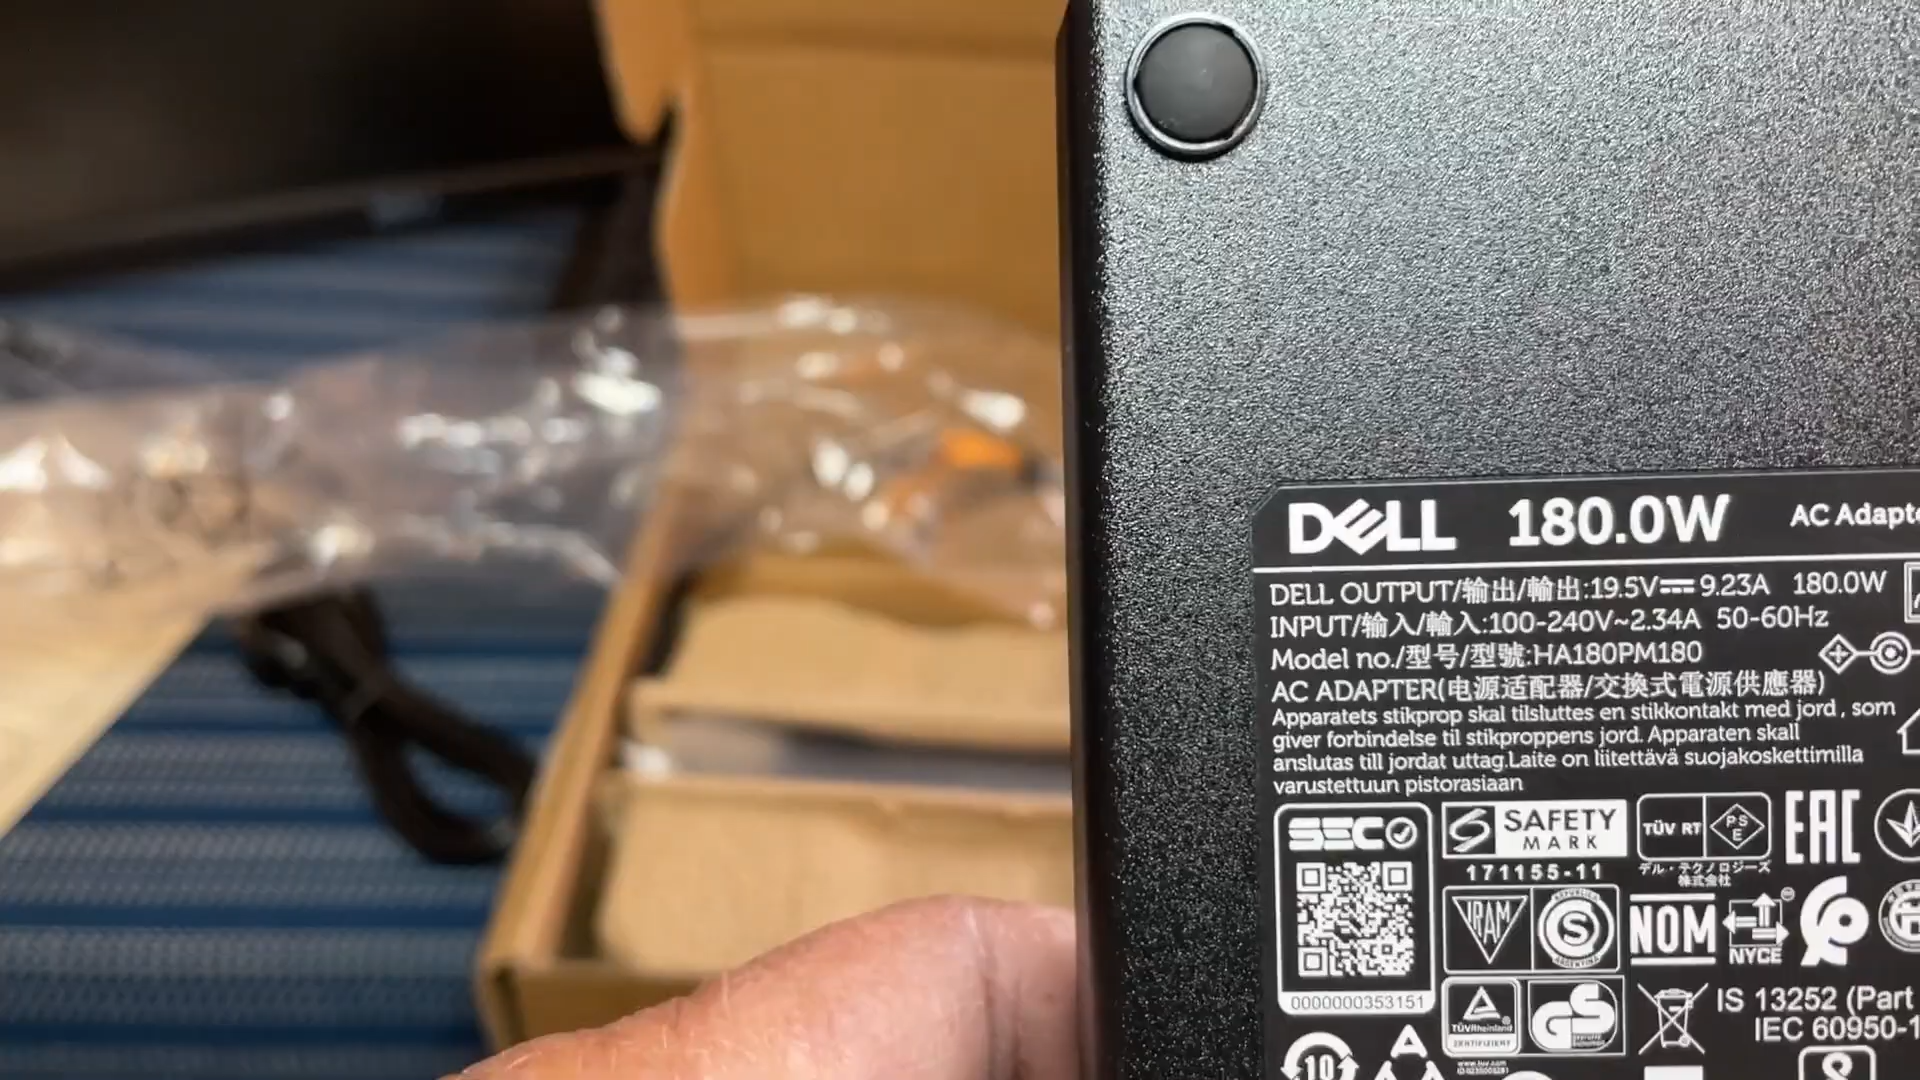 DELL 180.0W AC Adapte
DELL OUTPUT/输出/輸出:19.5V⎓9.23A 180.0W
INPUT/输入/輸入:100-240V~2.34A 50-60Hz
Model no./型号/型號:HA180PM180
AC ADAPTER(电源适配器/交換式電源供應器)
Apparatets stikprop skal tilsluttes en stikkontakt med jord, som
giver forbindelse til stikproppens jord. Apparaten skall
anslutas till jordat uttag.Laite on liitettävä suojakoskettimilla
varustettuun pistorasiaan
SEC
SAFETY
MARK
171155-11
0000000353151
TÜV RT
PS
E
デル・テクノロジーズ
株式会社
EAC
IRAM
S
ARGENTINA
NOM
NYCE
TÜVRheinland
ZERTIFIZIERT
GS
IS 13252 (Part
IEC 60950-1
10